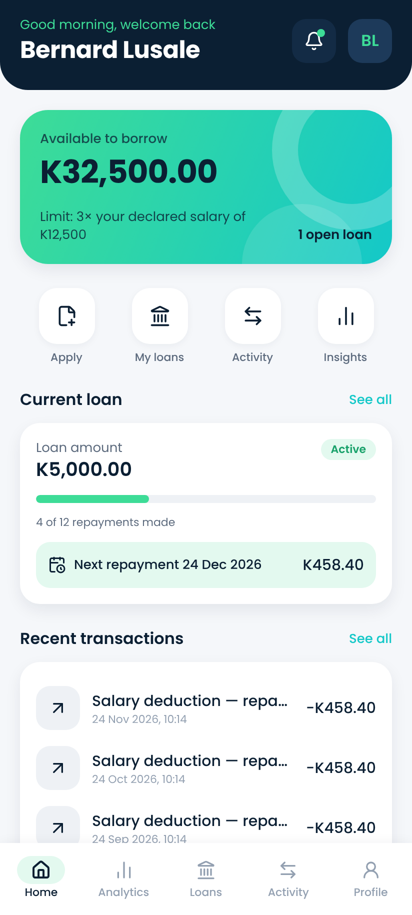 Good morning, welcome back
Bernard Lusale
BL
Available to borrow
K32,500.00
Limit: 3× your declared salary of
K12,500
1 open loan
Apply
My loans
Activity
Insights
Current loan
See all
Loan amount
Active
K5,000.00
4 of 12 repayments made
Next repayment 24 Dec 2026
K458.40
Recent transactions
See all
Salary deduction — repa...
-K458.40
24 Nov 2026, 10:14
Salary deduction — repa...
-K458.40
24 Oct 2026, 10:14
Salary deduction — repa...
-K458.40
24 Sep 2026, 10:14
Home
Analytics
Loans
Activity
Profile